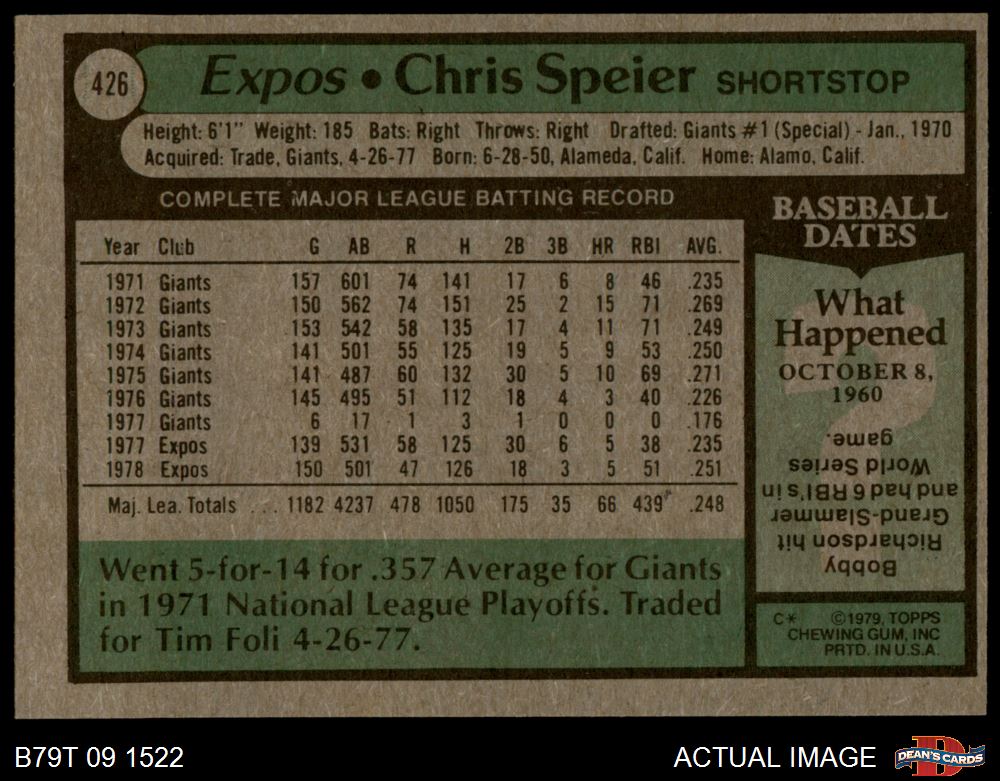 426
Expos • Chris Speier SHORTSTOP
Height: 6'1" Weight: 185 Bats: Right Throws: Right Drafted: Giants #1 (Special) - Jan., 1970
Acquired: Trade, Giants, 4-26-77 Born: 6-28-50, Alameda, Calif. Home: Alamo, Calif.
COMPLETE MAJOR LEAGUE BATTING RECORD
Year Club G AB R H 2B 3B HR RBI AVG.
1971 Giants 157 601 74 141 17 6 8 46 .235
1972 Giants 150 562 74 151 25 2 15 71 .269
1973 Giants 153 542 58 135 17 4 11 71 .249
1974 Giants 141 501 55 125 19 5 9 53 .250
1975 Giants 141 487 60 132 30 5 10 69 .271
1976 Giants 145 495 51 112 18 4 3 40 .226
1977 Giants 6 17 1 3 1 0 0 0 .176
1977 Expos 139 531 58 125 30 6 5 38 .235
1978 Expos 150 501 47 126 18 3 5 51 .251
Maj. Lea. Totals ... 1182 4237 478 1050 175 35 66 439 .248
Went 5-for-14 for .357 Average for Giants
in 1971 National League Playoffs. Traded
for Tim Foli 4-26-77.
BASEBALL
DATES
What
Happened
OCTOBER 8,
1960
Bobby
Richardson hit
Grand-Slammer
and had 6 RBI's in
World Series
game.
C* ©1979, TOPPS
CHEWING GUM, INC
PRTD. IN U.S.A.
B79T 09 1522
ACTUAL IMAGE
D
DEAN'S CARDS